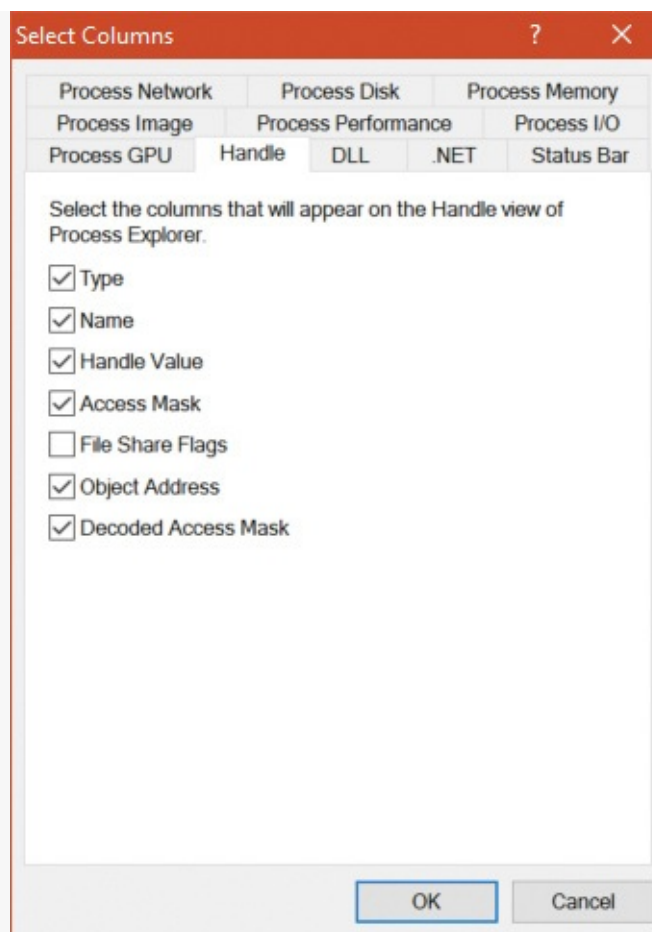 Select Columns ?
Process Network Process Disk Process Memory
Process Image Process Performance Process I/O
Process GPU Handle DLL .NET Status Bar
Select the columns that will appear on the Handle view of
Process Explorer.
Type
Name
Handle Value
Access Mask
File Share Flags
Object Address
Decoded Access Mask
OK Cancel